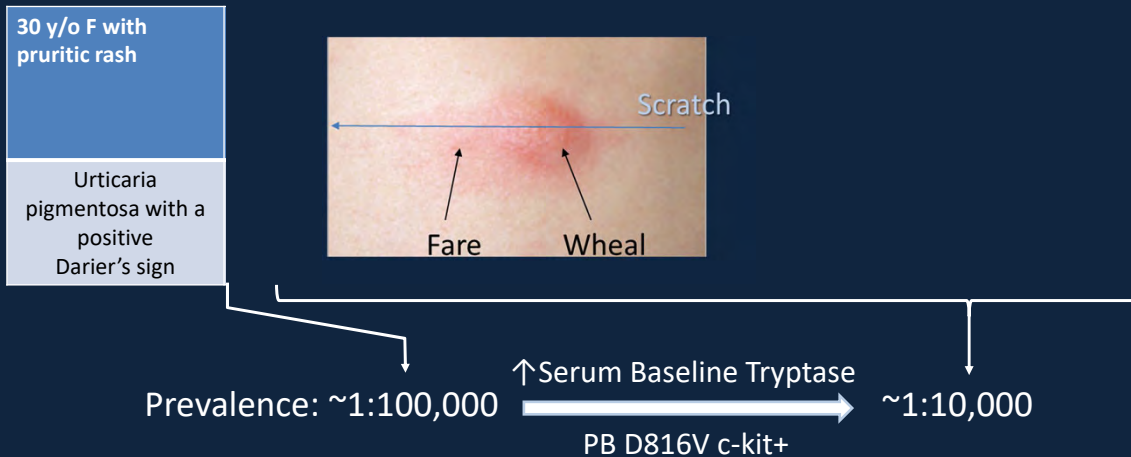 30 y/o F with
pruritic rash
Urticaria
pigmentosa with a
positive
Darier's sign
Scratch
Fare
Wheal
↑Serum Baseline Tryptase
Prevalence: ~1:100,000
~1:10,000
PB D816V c-kit+